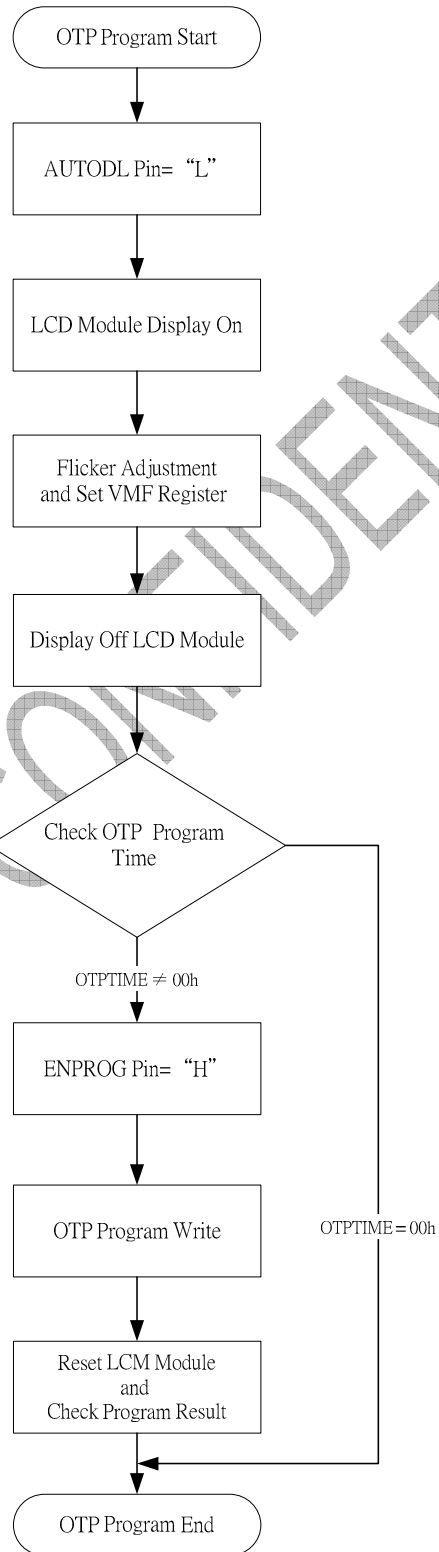 OTP Program Start
AUTODL Pin= “L”
LCD Module Display On
Flicker Adjustment
and Set VMF Register
Display Off LCD Module
Check OTP Program
Time
OTPTIME ≠ 00h
ENPROG Pin= “H”
OTP Program Write
OTPTIME = 00h
Reset LCM Module
and
Check Program Result
OTP Program End